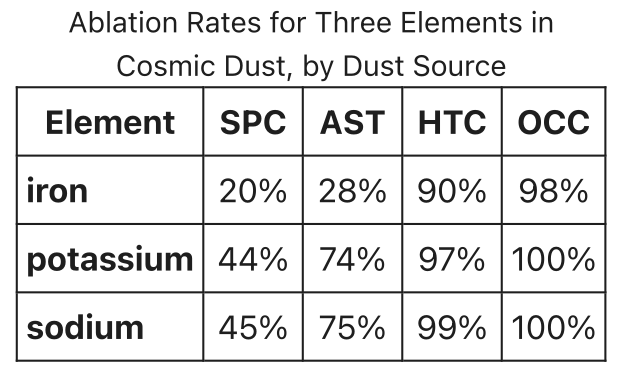 Ablation Rates for Three Elements in
Cosmic Dust, by Dust Source
Element SPC AST HTC OCC
iron 20% 28% 90% 98%
potassium 44% 74% 97% 100%
sodium 45% 75% 99% 100%